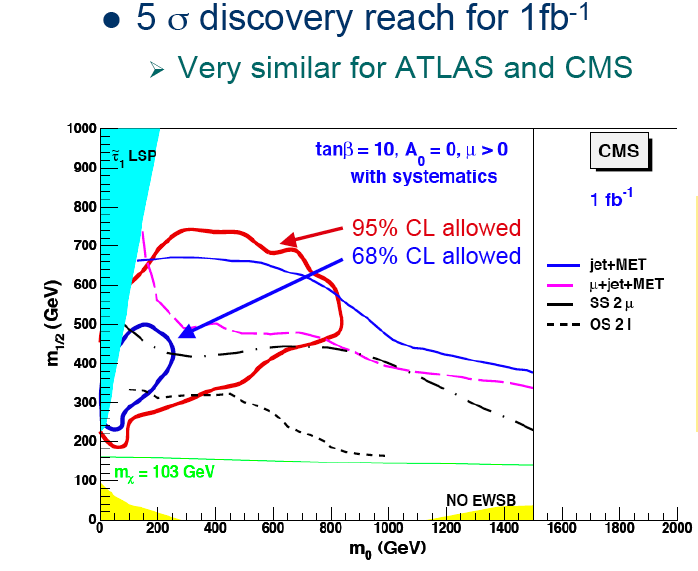 5 σ discovery reach for 1fb-1
Very similar for ATLAS and CMS
1000
900
800
700
600
500
400
300
200
100
0
m1/2 (GeV)
τ̃1 LSP
tanβ = 10, A0 = 0, μ > 0
with systematics
95% CL allowed
68% CL allowed
mχ = 103 GeV
NO EWSB
CMS
1 fb-1
jet+MET
μ+jet+MET
SS 2 μ
OS 2 l
0 200 400 600 800 1000 1200 1400 1600 1800 2000
m0 (GeV)